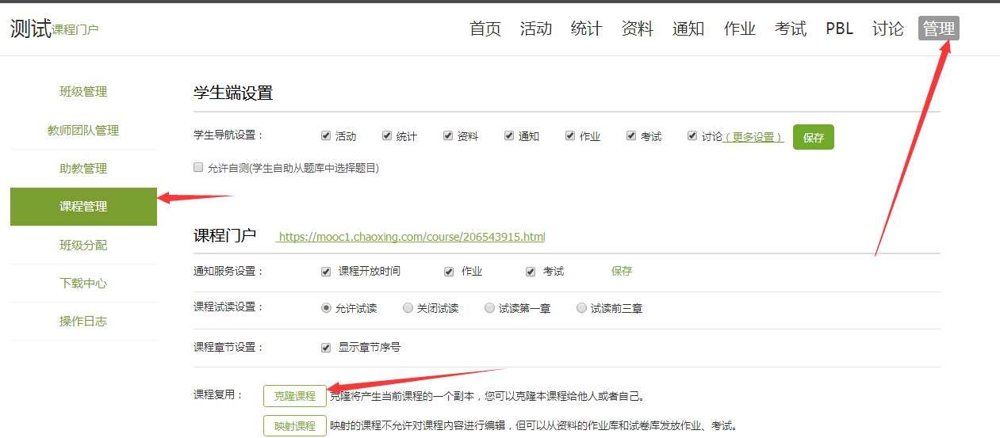 测试课程门户 首页 活动 统计 资料 通知 作业 考试 PBL 讨论 管理
班级管理
教师团队管理
助教管理
课程管理
班级分配
下载中心
操作日志
学生端设置
学生导航设置： 活动 统计 资料 通知 作业 考试 讨论（更多设置） 保存
允许自测(学生自助从题库中选择题目)
课程门户 https://mooc1.chaoxing.com/course/206543915.html
通知服务设置： 课程开放时间 作业 考试 保存
课程试读设置： 允许试读 关闭试读 试读第一章 试读前三章
课程章节设置： 显示章节序号
课程复用： 克隆课程 克隆将产生当前课程的一个副本，您可以克隆本课程给他人或者自己。
映射课程 映射的课程不允许对课程内容进行编辑，但可以从资料的作业库和试卷库发放作业、考试。